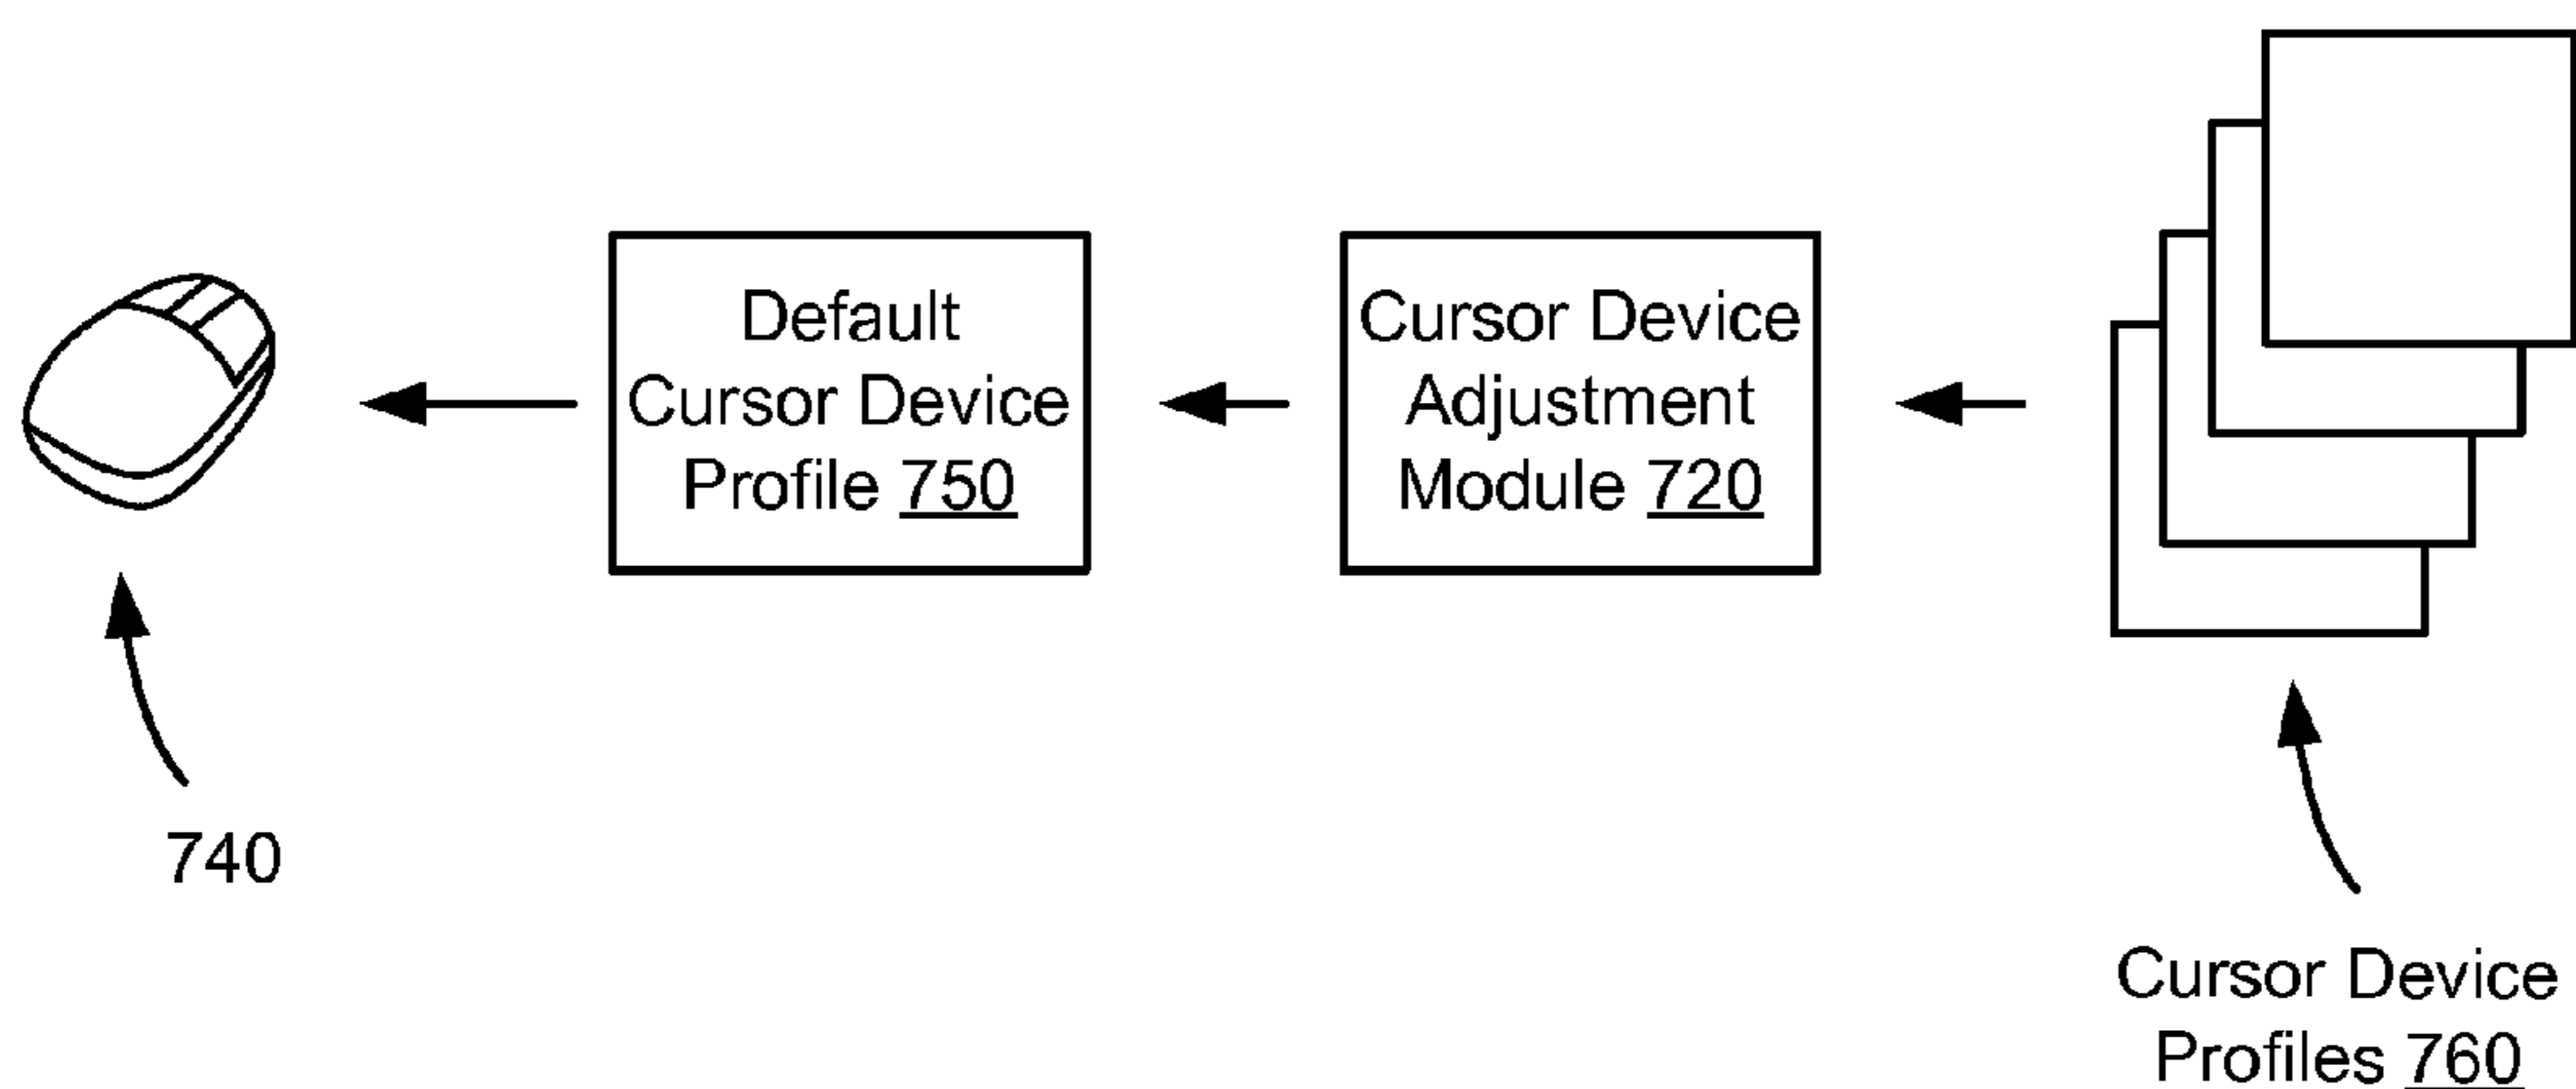 Default
Cursor Device
Profile 750
Cursor Device
Adjustment
Module 720
740
Cursor Device
Profiles 760